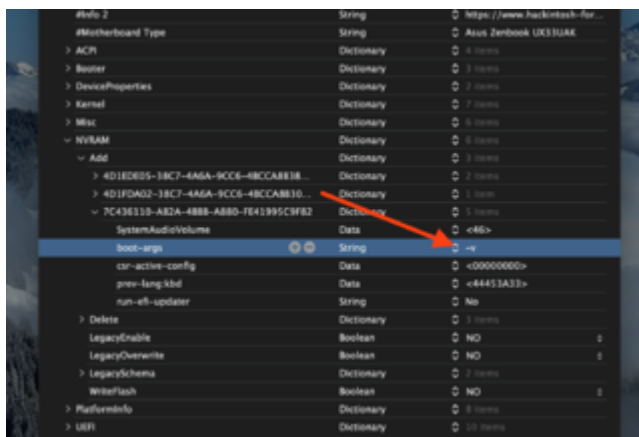 #Info 2 String https://www.hackintosh-for...
#Motherboard Type String Asus Zenbook UX33UAK
> ACPI Dictionary 4 items
> Booter Dictionary 3 items
> DeviceProperties Dictionary 2 items
> Kernel Dictionary 7 items
> Misc Dictionary 6 items
NVRAM Dictionary 6 items
Add Dictionary 3 items
> 4D1EDE05-38C7-4A6A-9CC6-4BCCA8B38... Dictionary 2 items
> 4D1FDA02-38C7-4A6A-9CC6-4BCCA8B30... Dictionary 1 item
7C436110-AB2A-4BBB-A880-FE41995C9F82 Dictionary 5 items
SystemAudioVolume Data <46>
boot-args String -v
csr-active-config Data <00000000>
prev-lang:kbd Data <44453A33>
run-efi-updater String No
> Delete Dictionary 3 items
LegacyEnable Boolean NO
LegacyOverwrite Boolean NO
> LegacySchema Dictionary 2 items
WriteFlash Boolean NO
> PlatformInfo Dictionary 8 items
> UEFI Dictionary 10 items